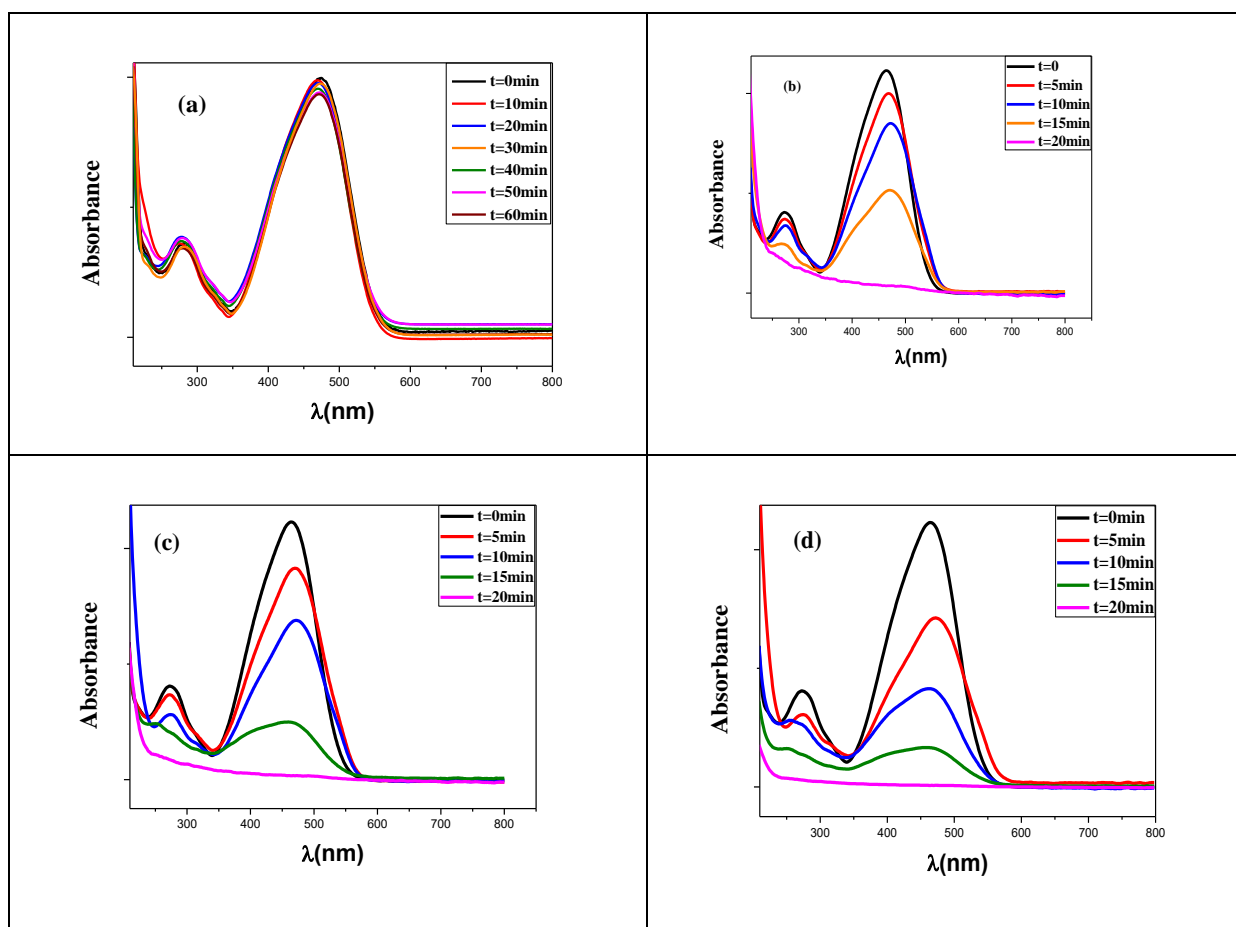 (a)
t=0min
t=10min
t=20min
t=30min
t=40min
t=50min
t=60min
Absorbance
300 400 500 600 700 800
λ(nm)
(b)
t=0
t=5min
t=10min
t=15min
t=20min
Absorbance
300 400 500 600 700 800
λ(nm)
(c)
t=0min
t=5min
t=10min
t=15min
t=20min
Absorbance
300 400 500 600 700 800
λ(nm)
(d)
t=0min
t=5min
t=10min
t=15min
t=20min
Absorbance
300 400 500 600 700 800
λ(nm)